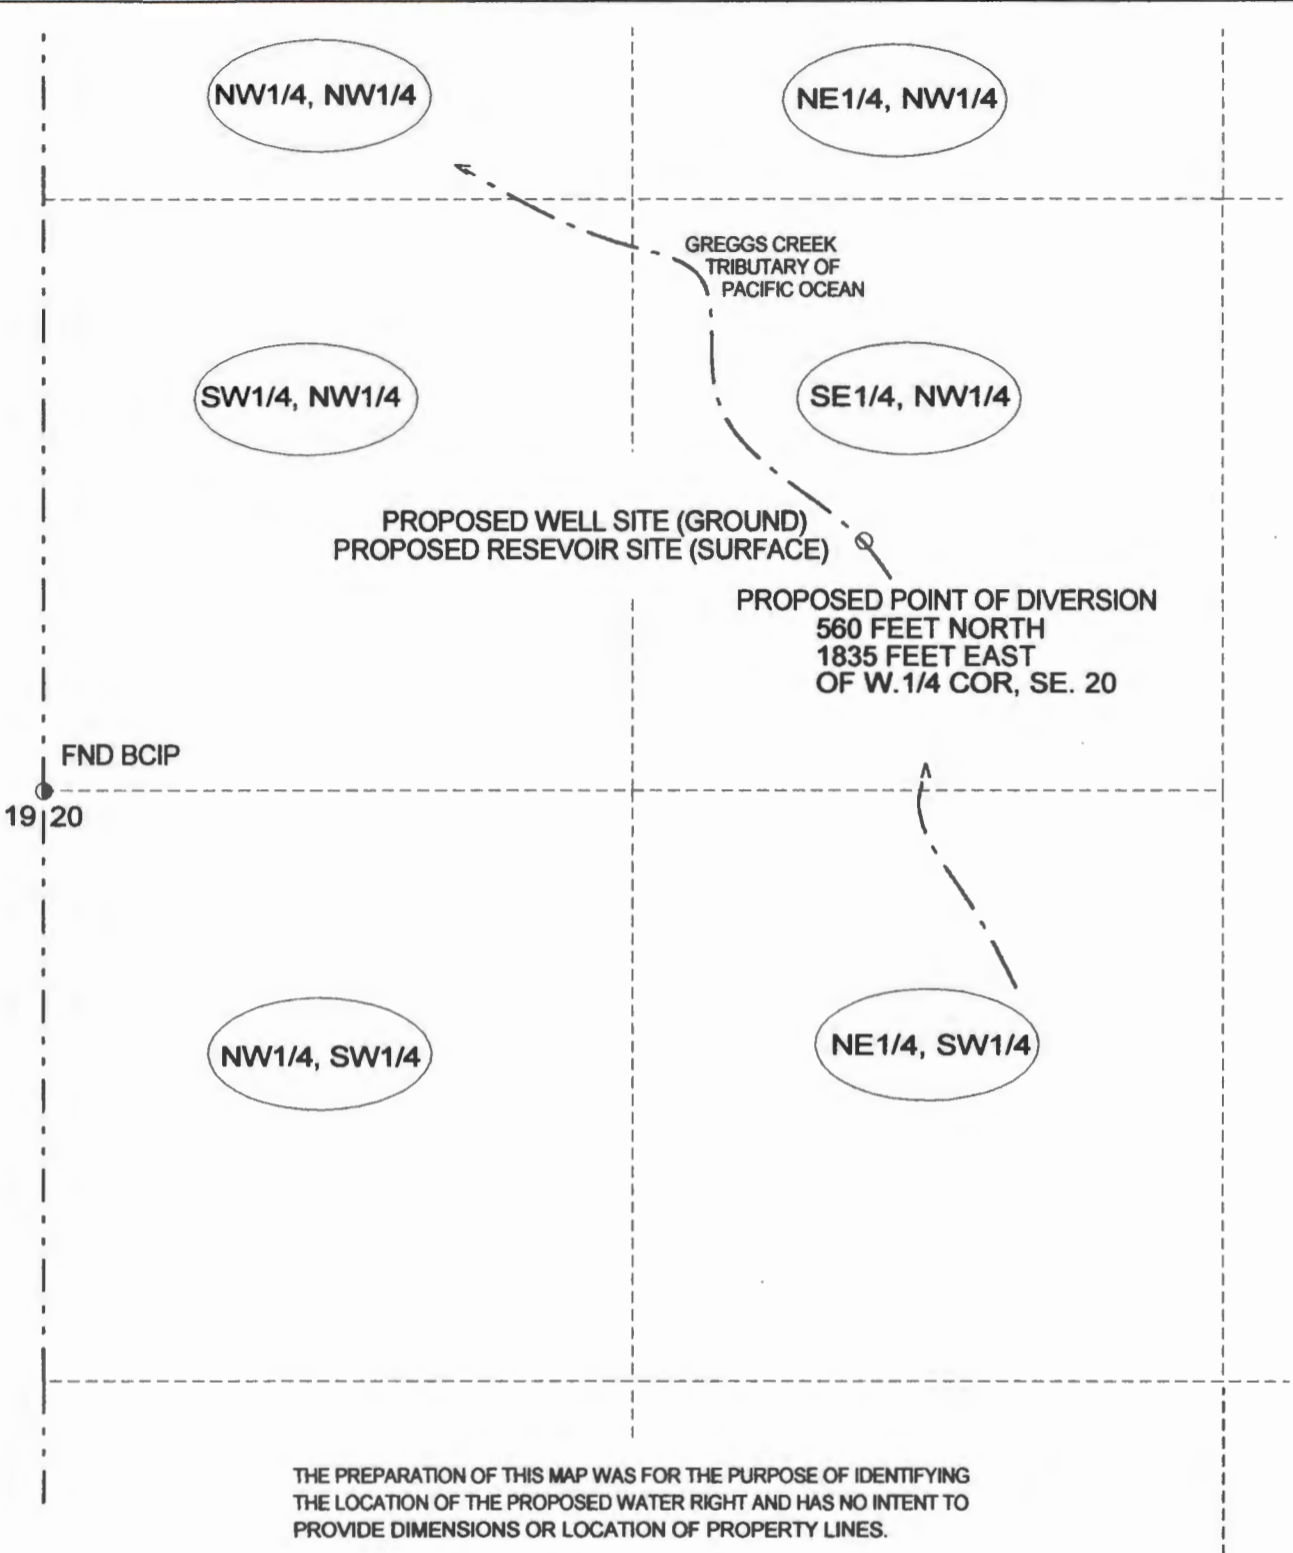 NW1/4, NW1/4
NE1/4, NW1/4
GREGGS CREEK
TRIBUTARY OF
PACIFIC OCEAN
SW1/4, NW1/4
SE1/4, NW1/4
PROPOSED WELL SITE (GROUND)
PROPOSED RESEVOIR SITE (SURFACE)
PROPOSED POINT OF DIVERSION
560 FEET NORTH
1835 FEET EAST
OF W.1/4 COR, SE. 20
FND BCIP
19 20
NW1/4, SW1/4
NE1/4, SW1/4
THE PREPARATION OF THIS MAP WAS FOR THE PURPOSE OF IDENTIFYING
THE LOCATION OF THE PROPOSED WATER RIGHT AND HAS NO INTENT TO
PROVIDE DIMENSIONS OR LOCATION OF PROPERTY LINES.